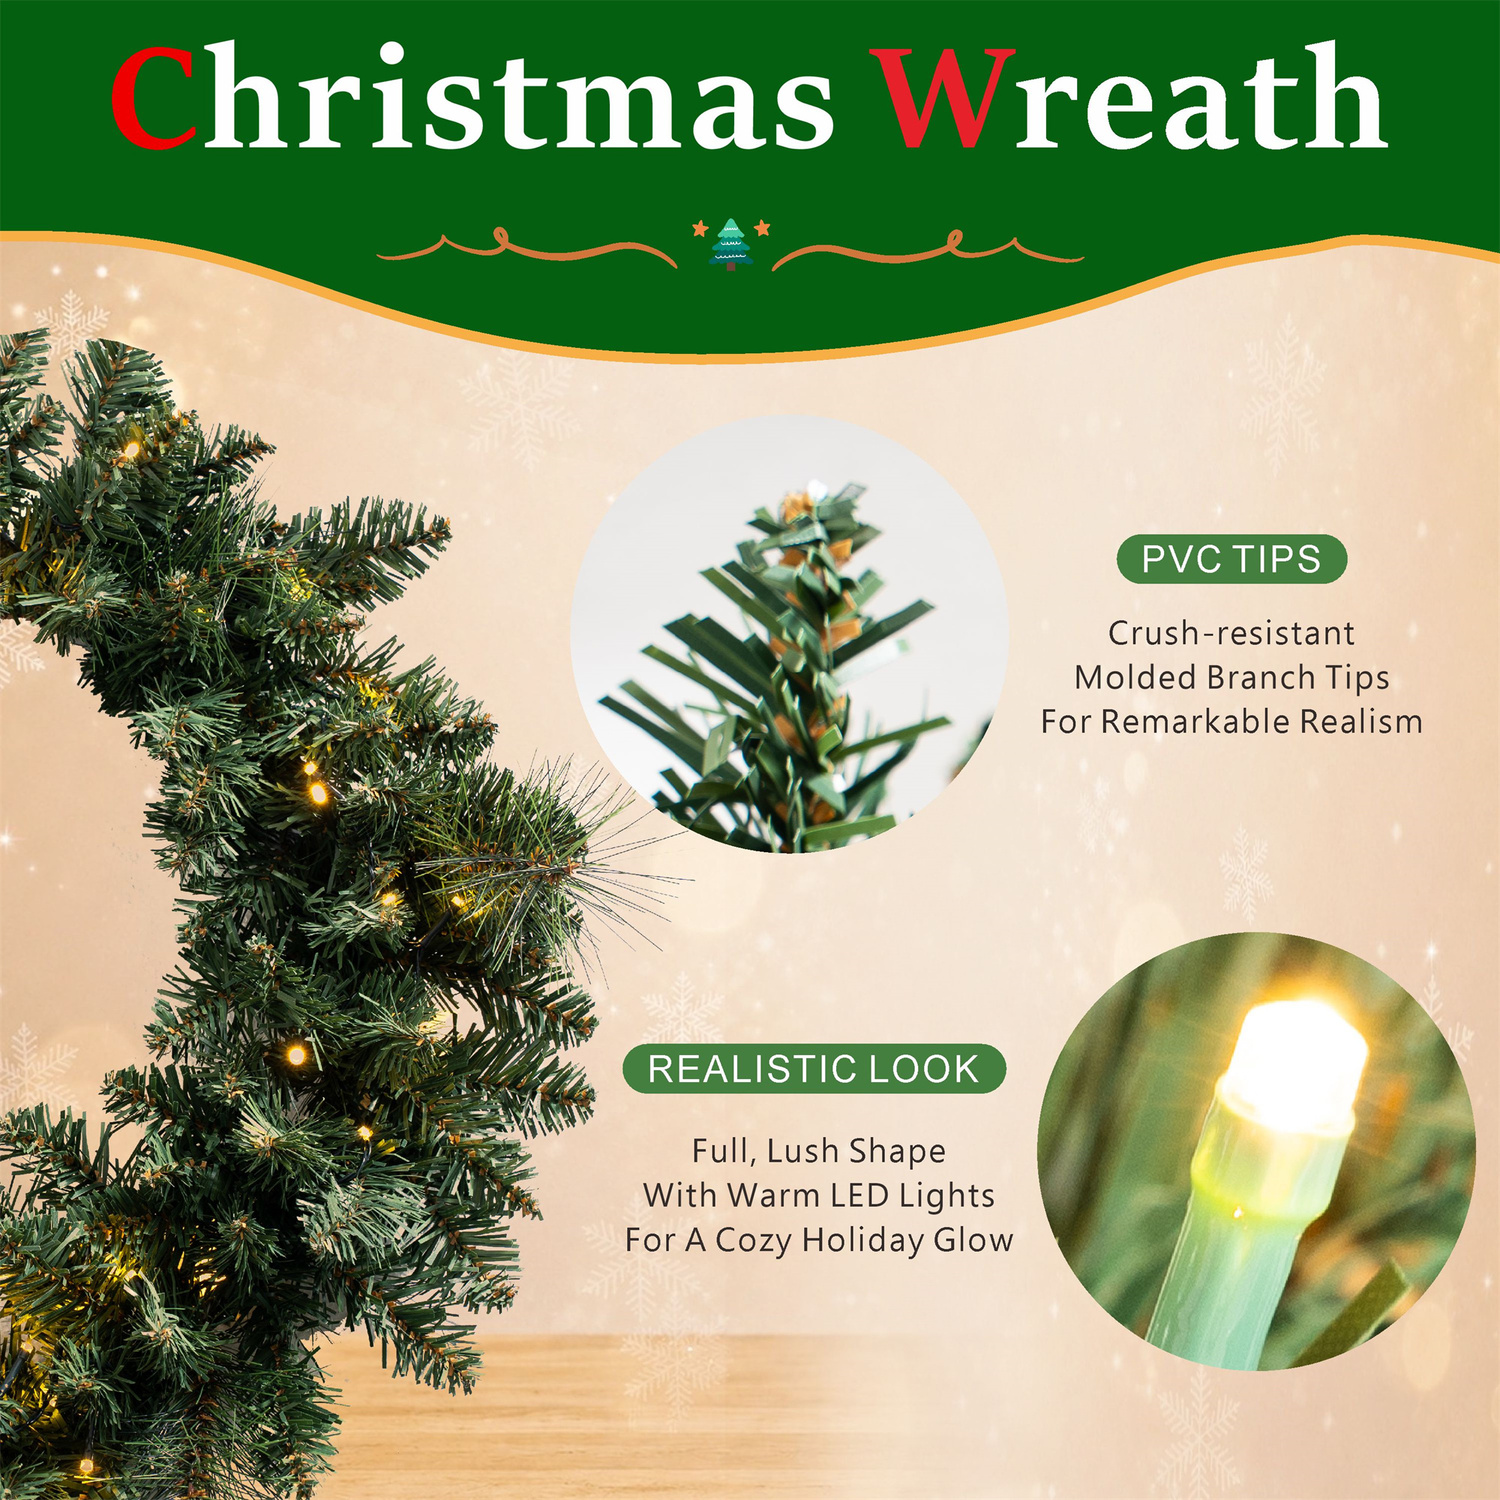 Christmas Wreath
PVC TIPS
Crush-resistant
Molded Branch Tips
For Remarkable Realism
REALISTIC LOOK
Full, Lush Shape
With Warm LED Lights
For A Cozy Holiday Glow